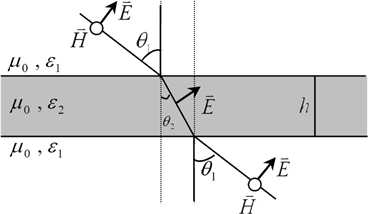 E⃗
H⃗ θ₁
μ₀ , ε₁
μ₀ , ε₂ θ₂ E⃗ h
μ₀ , ε₁
θ₁ E⃗
H⃗